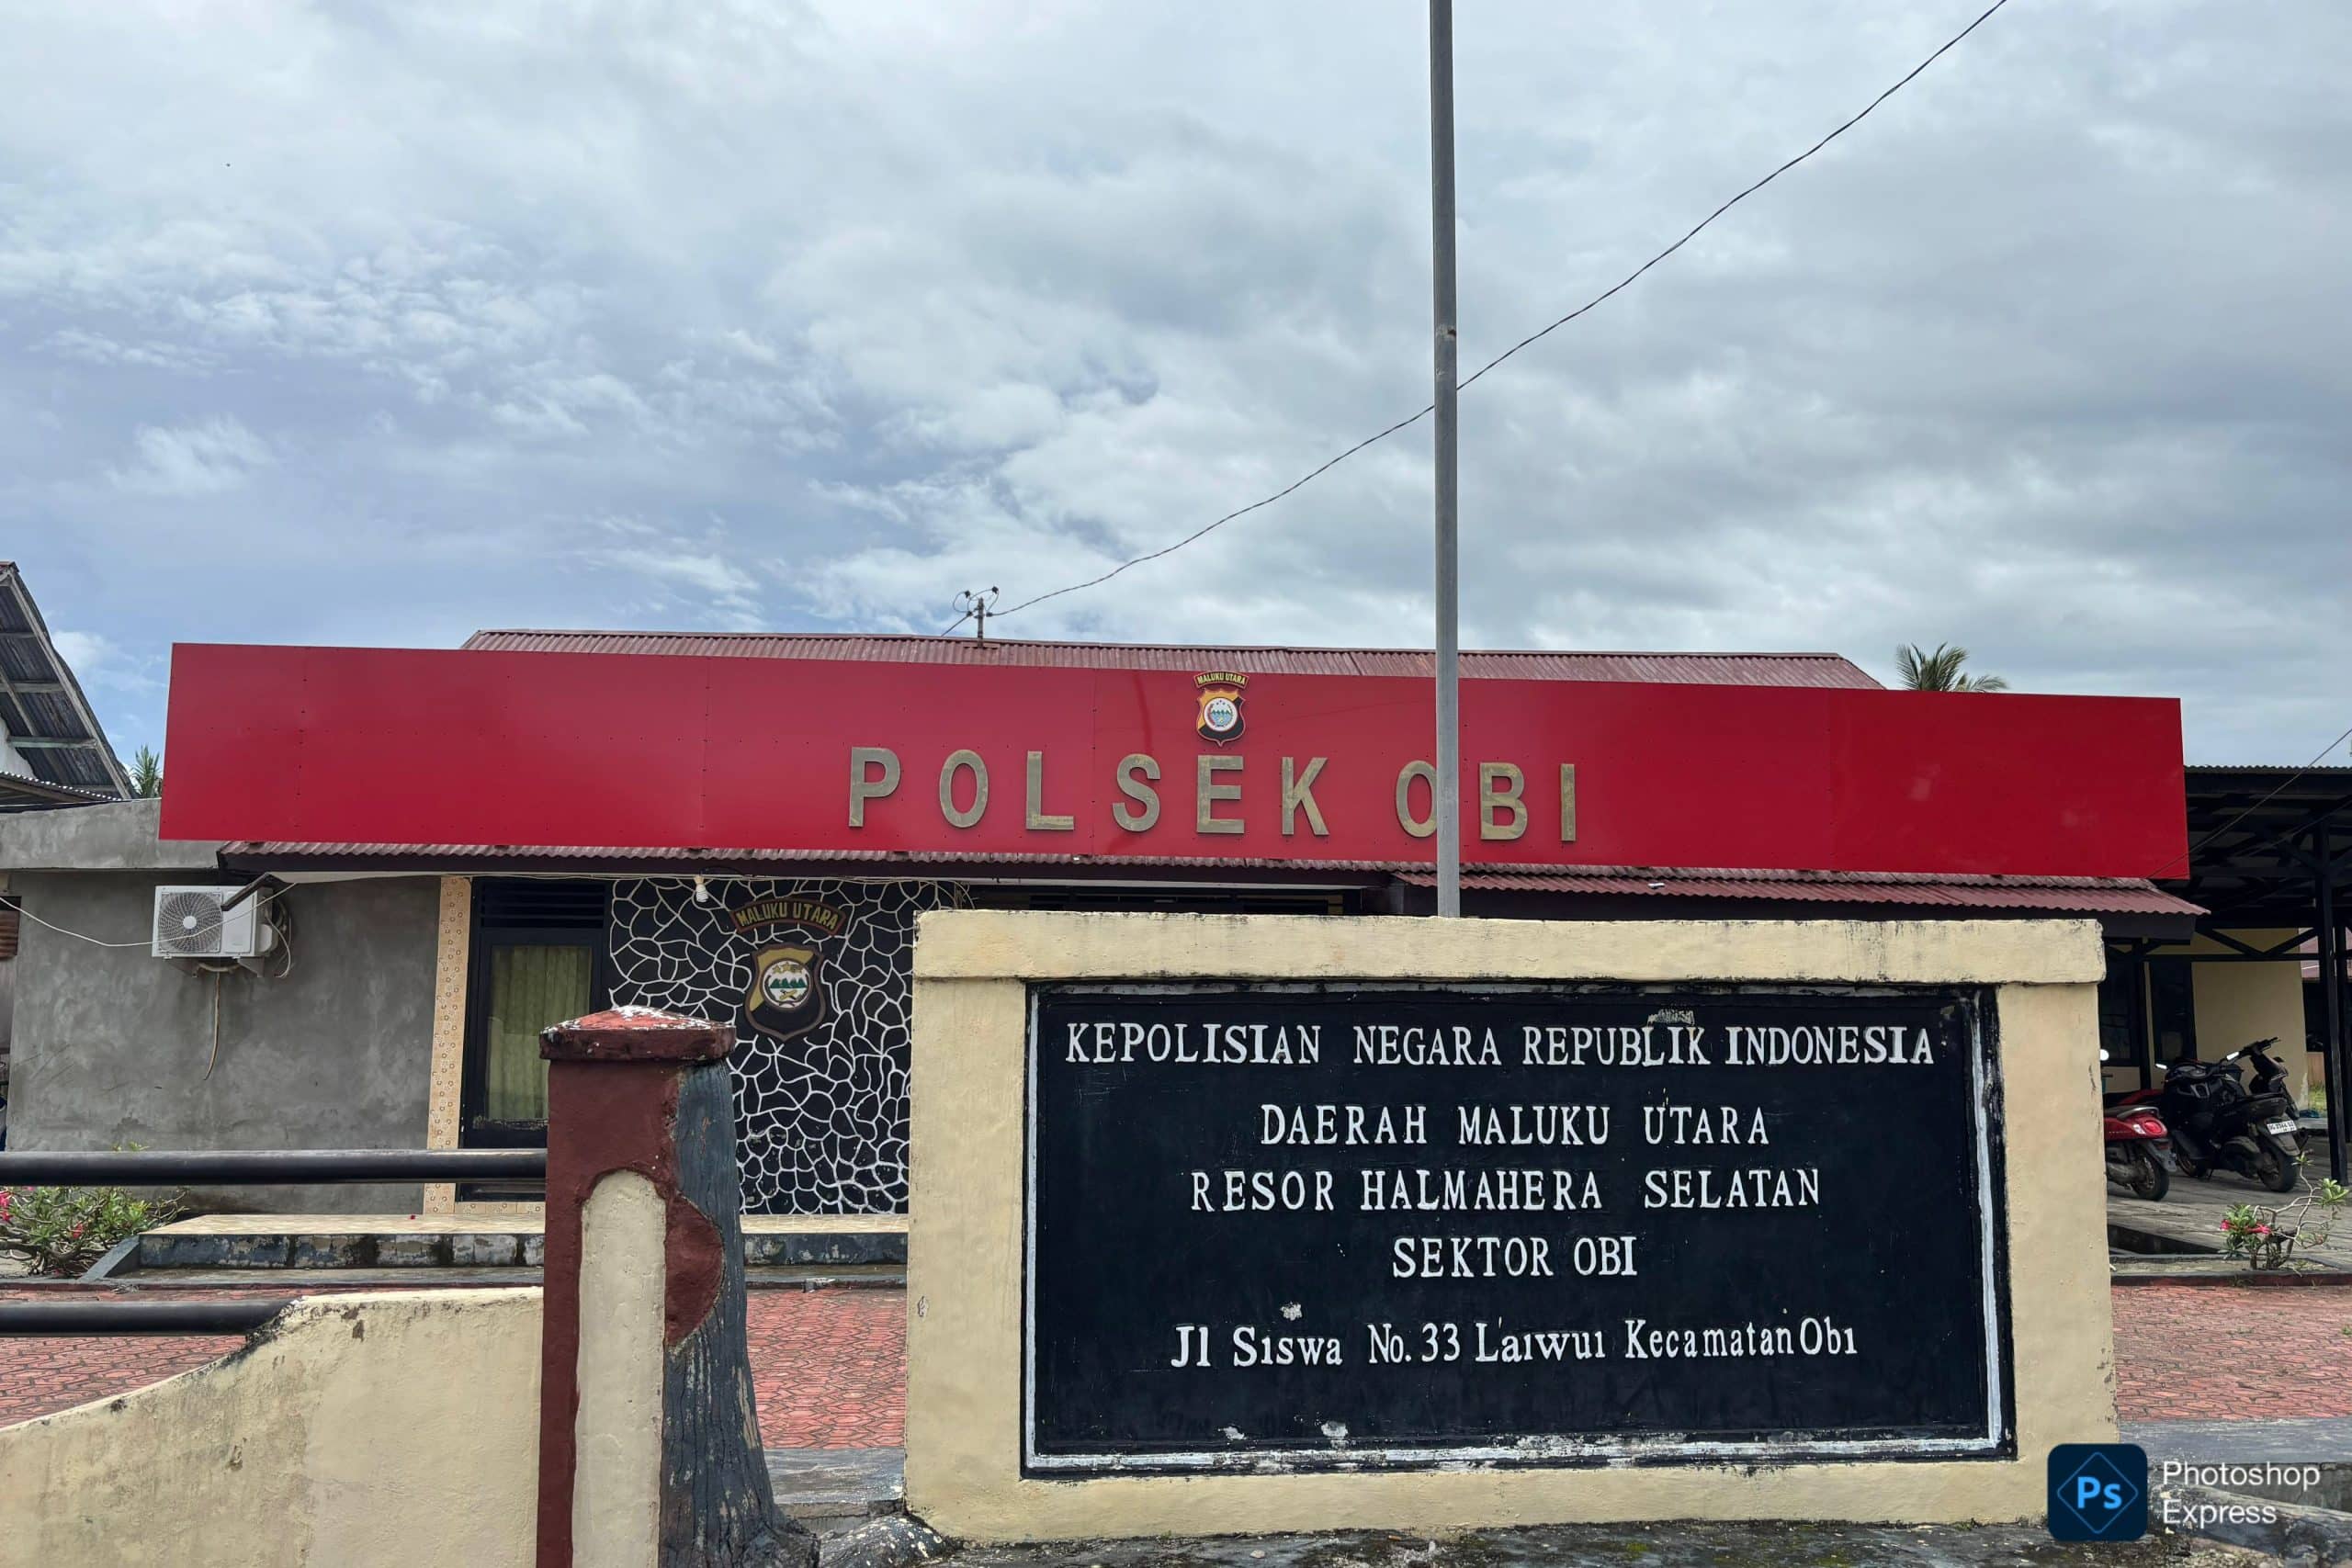 MALUKU UTARA
POLSEK OBI
MALUKU UTARA
KEPOLISIAN NEGARA REPUBLIK INDONESIA
DAERAH MALUKU UTARA
RESOR HALMAHERA SELATAN
SEKTOR OBI
Jl Siswa No. 33 Laiwui Kecamatan Obi
Ps Photoshop
Express